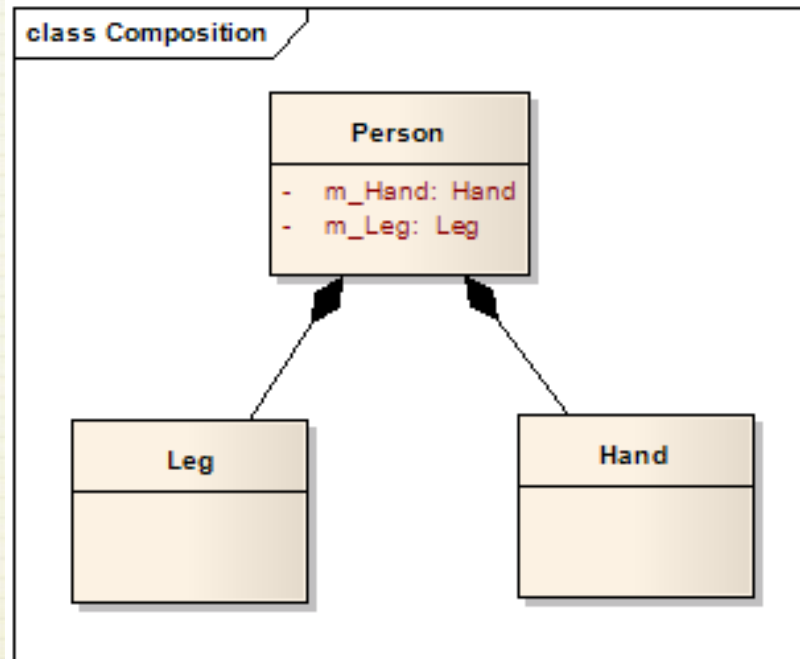 class Composition
Person
- m_Hand: Hand
- m_Leg: Leg
Leg
Hand